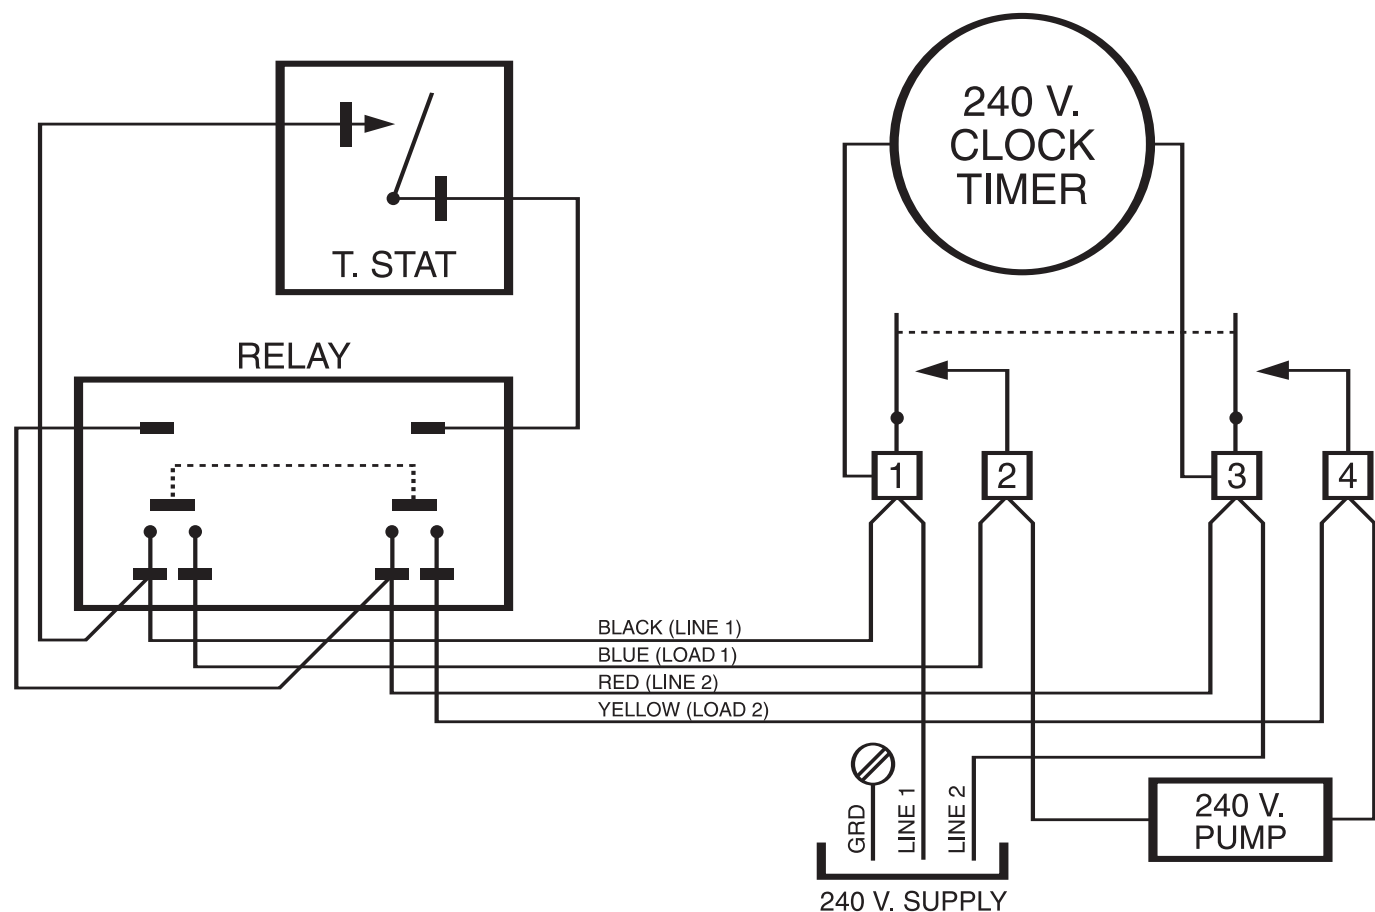 240 V.
CLOCK
TIMER
T. STAT
RELAY
1
2
3
4
BLACK (LINE 1)
BLUE (LOAD 1)
RED (LINE 2)
YELLOW (LOAD 2)
GRD
LINE 1
LINE 2
240 V.
PUMP
240 V. SUPPLY